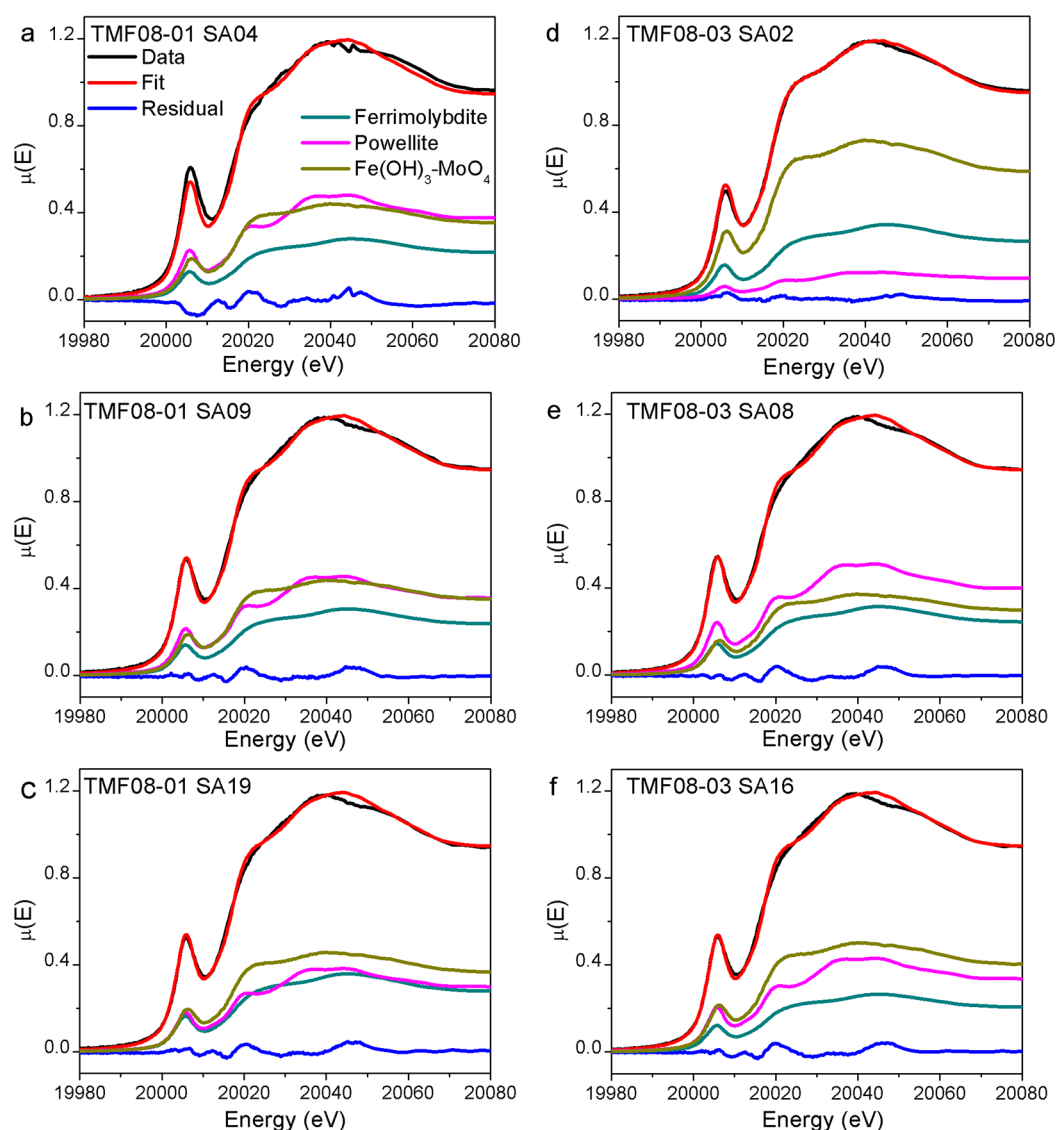 a TMF08-01 SA04
Data
Fit
Residual
Ferrimolybdite
Powellite
Fe(OH)3-MoO4
μ(E)
1.2
0.8
0.4
0.0
19980 20000 20020 20040 20060 20080
Energy (eV)
d TMF08-03 SA02
μ(E)
1.2
0.8
0.4
0.0
19980 20000 20020 20040 20060 20080
Energy (eV)
b TMF08-01 SA09
μ(E)
1.2
0.8
0.4
0.0
19980 20000 20020 20040 20060 20080
Energy (eV)
e TMF08-03 SA08
μ(E)
1.2
0.8
0.4
0.0
19980 20000 20020 20040 20060 20080
Energy (eV)
c TMF08-01 SA19
μ(E)
1.2
0.8
0.4
0.0
19980 20000 20020 20040 20060 20080
Energy (eV)
f TMF08-03 SA16
μ(E)
1.2
0.8
0.4
0.0
19980 20000 20020 20040 20060 20080
Energy (eV)